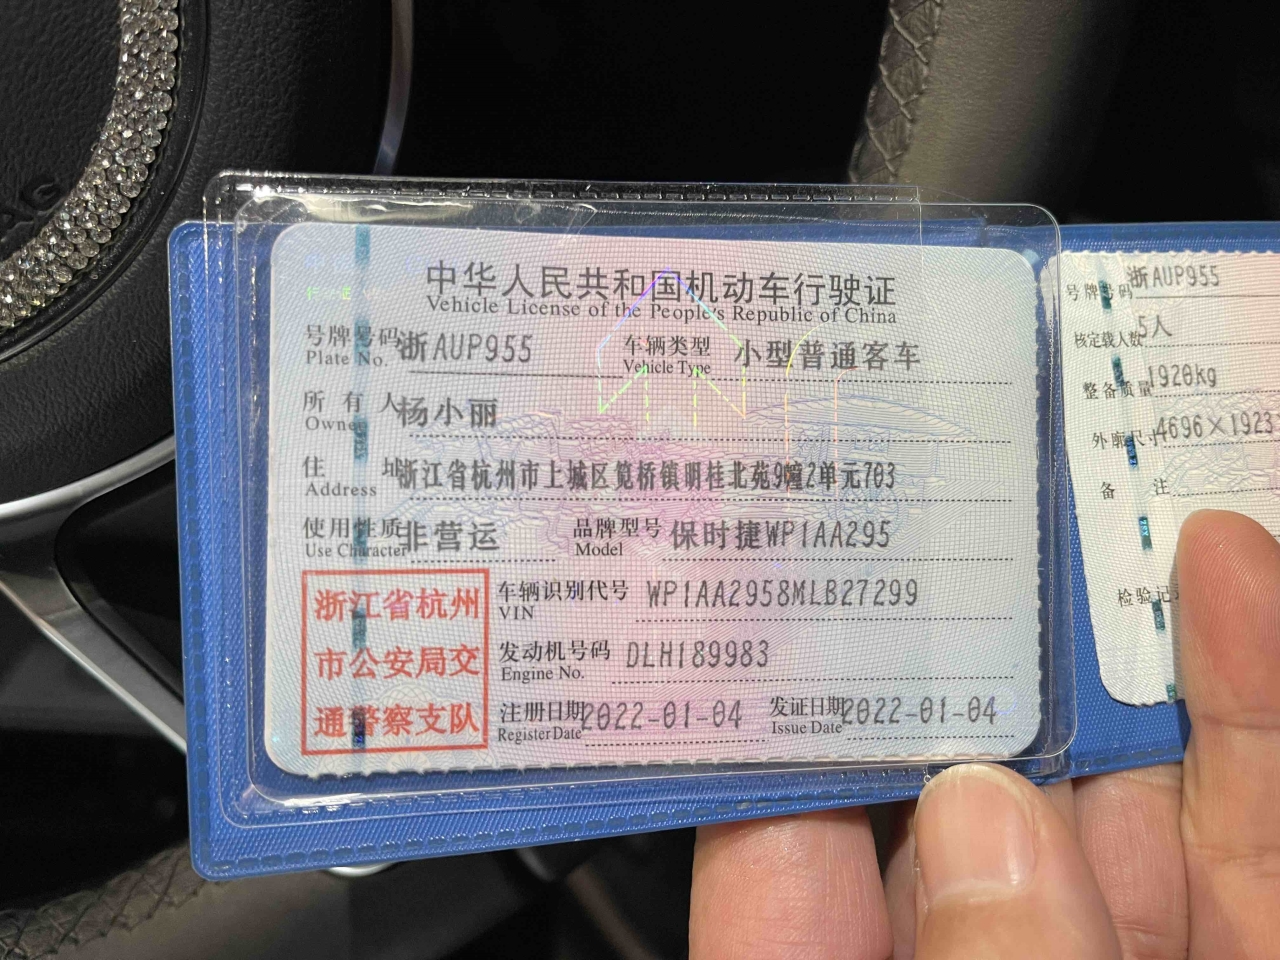 中华人民共和国机动车行驶证
Vehicle License of the People's Republic of China
号牌号码 浙AUP955 车辆类型 小型普通客车
Plate No. Vehicle Type
所有人 杨小丽
Owner
住址 浙江省杭州市上城区笕桥镇明桂北苑9幢2单元703
Address
使用性质 非营运 品牌型号 保时捷WP1AA295
Use Character Model
浙江省杭州
市公安局交
通警察支队
车辆识别代号 WP1AA2958MLB27299
VIN
发动机号码 DLH189983
Engine No.
注册日期 2022-01-04 发证日期 2022-01-04
Register Date Issue Date
号牌号码 浙AUP955
核定载人数 5人
整备质量 1920kg
外廓尺寸 4696×1923
备注
检验记